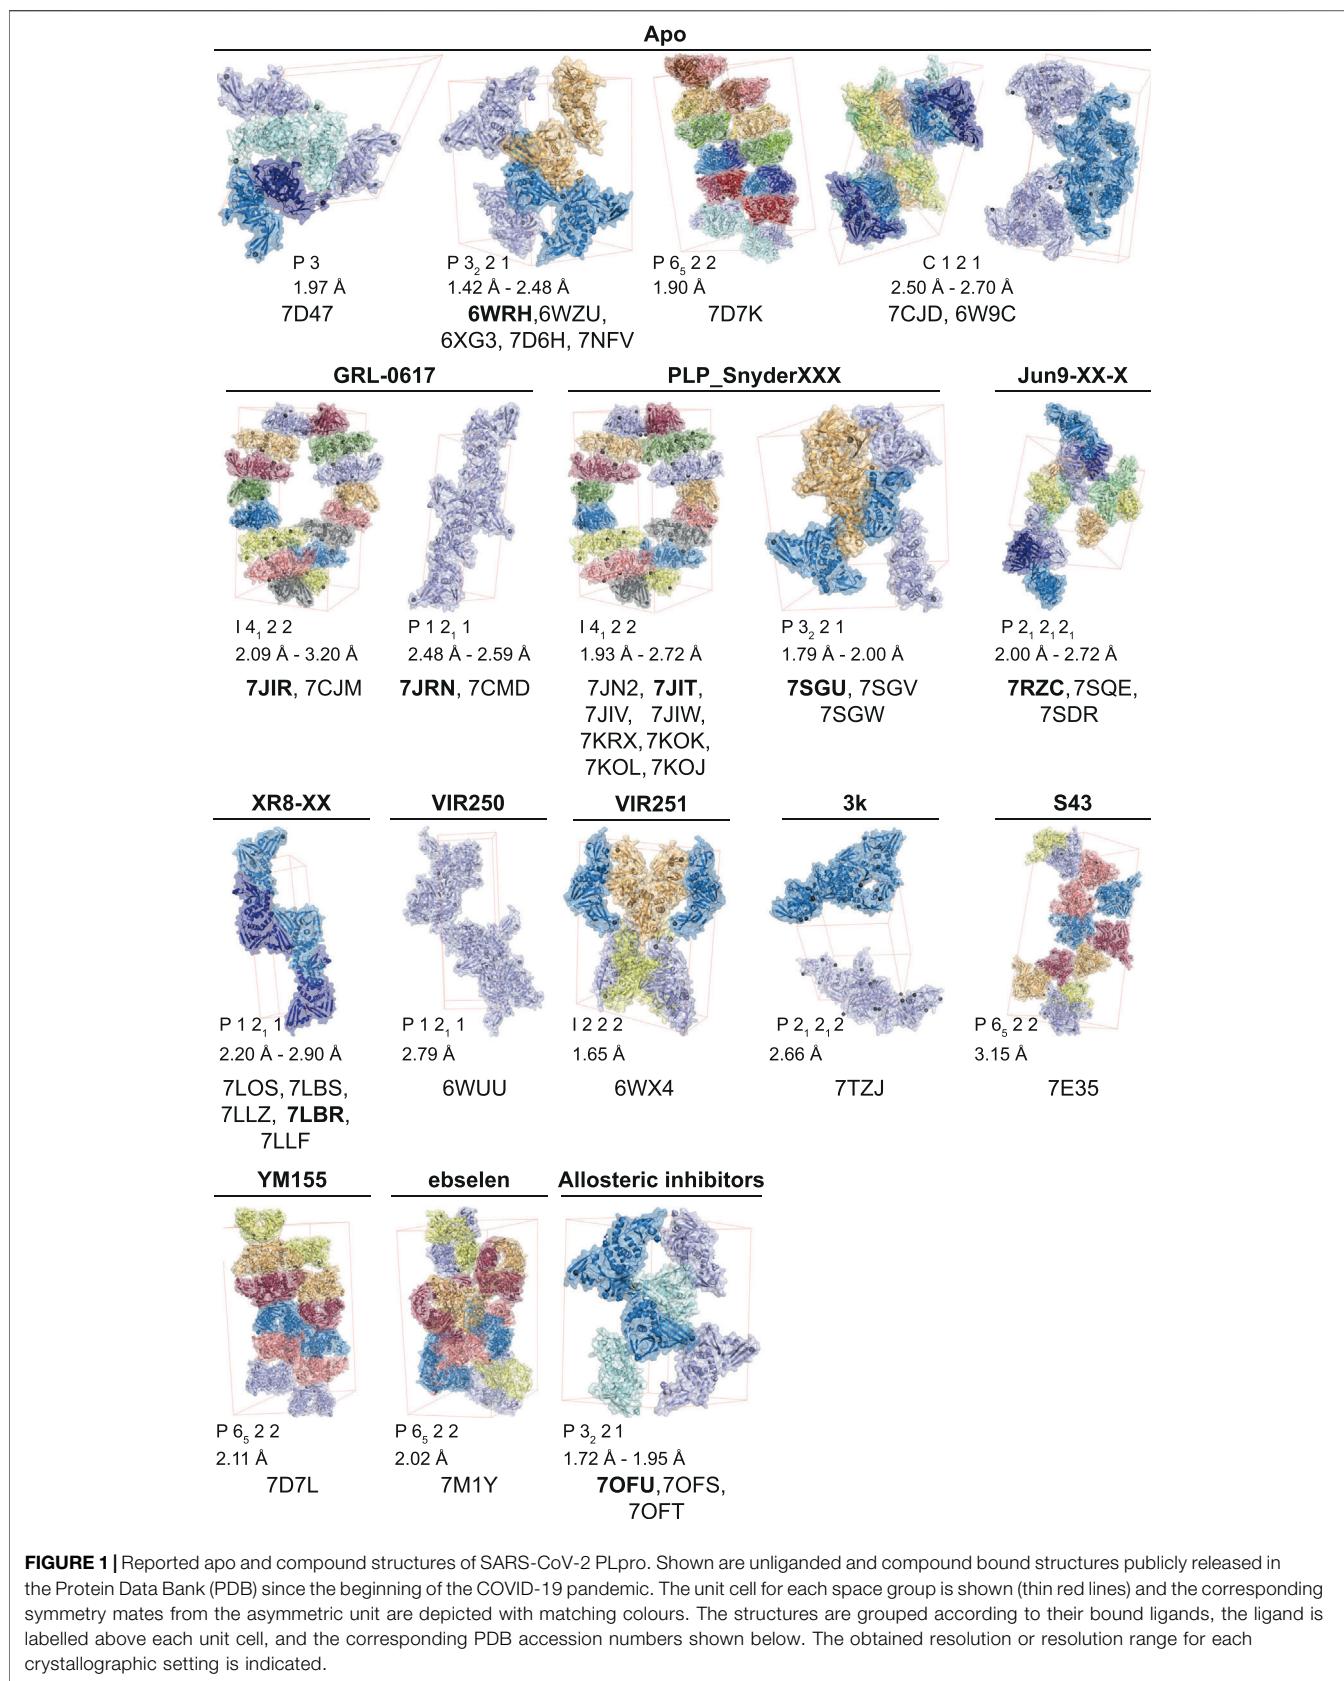 Apo
P 3
1.97 Å
7D47
P 3₂ 2 1
1.42 Å - 2.48 Å
6WRH,6WZU,
6XG3, 7D6H, 7NFV
P 6₅ 2 2
1.90 Å
7D7K
C 1 2 1
2.50 Å - 2.70 Å
7CJD, 6W9C
GRL-0617
PLP_SnyderXXX
Jun9-XX-X
I 4₁ 2 2
2.09 Å - 3.20 Å
7JIR, 7CJM
P 1 2₁ 1
2.48 Å - 2.59 Å
7JRN, 7CMD
I 4₁ 2 2
1.93 Å - 2.72 Å
7JN2, 7JIT,
7JIV, 7JIW,
7KRX, 7KOK,
7KOL, 7KOJ
P 3₂ 2 1
1.79 Å - 2.00 Å
7SGU, 7SGV
7SGW
P 2₁ 2₁ 2₁
2.00 Å - 2.72 Å
7RZC, 7SQE,
7SDR
XR8-XX
VIR250
VIR251
3k
S43
P 1 2₁ 1
2.20 Å - 2.90 Å
7LOS, 7LBS,
7LLZ, 7LBR,
7LLF
P 1 2₁ 1
2.79 Å
6WUU
I 2 2 2
1.65 Å
6WX4
P 2₁ 2₁ 2
2.66 Å
7TZJ
P 6₅ 2 2
3.15 Å
7E35
YM155
ebselen
Allosteric inhibitors
P 6₅ 2 2
2.11 Å
7D7L
P 6₅ 2 2
2.02 Å
7M1Y
P 3₂ 2 1
1.72 Å - 1.95 Å
7OFU,7OFS,
7OFT
FIGURE 1 | Reported apo and compound structures of SARS-CoV-2 PLpro. Shown are unliganded and compound bound structures publicly released in
the Protein Data Bank (PDB) since the beginning of the COVID-19 pandemic. The unit cell for each space group is shown (thin red lines) and the corresponding
symmetry mates from the asymmetric unit are depicted with matching colours. The structures are grouped according to their bound ligands, the ligand is
labelled above each unit cell, and the corresponding PDB accession numbers shown below. The obtained resolution or resolution range for each
crystallographic setting is indicated.